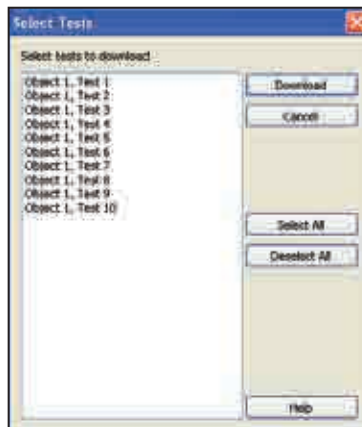 Select Tests
Select tests to download
Object 1, Test 1
Object 1, Test 2
Object 1, Test 3
Object 1, Test 4
Object 1, Test 5
Object 1, Test 6
Object 1, Test 7
Object 1, Test 8
Object 1, Test 9
Object 1, Test 10
Download
Cancel
Select All
Deselect All
Help